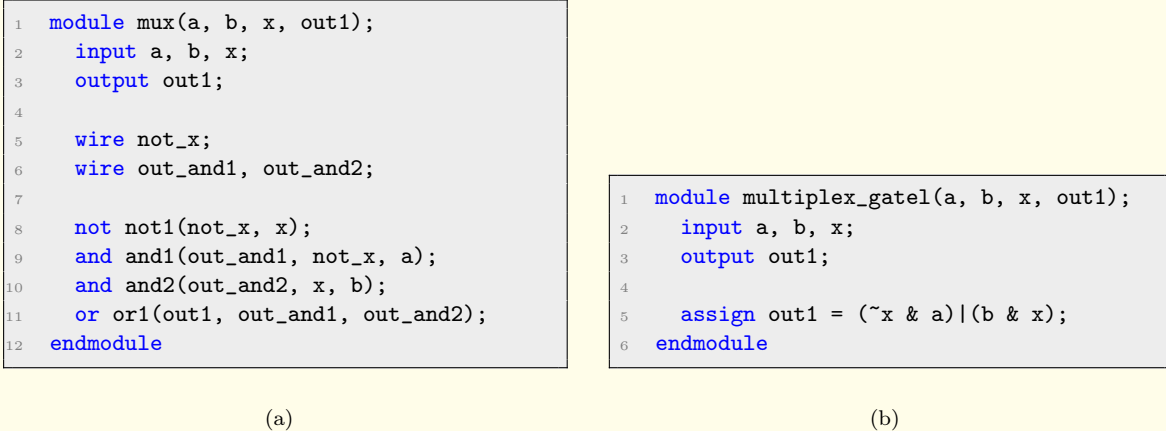 1 module mux(a, b, x, out1);
2 input a, b, x;
3 output out1;
4
5 wire not_x;
6 wire out_and1, out_and2;
7
8 not not1(not_x, x);
9 and and1(out_and1, not_x, a);
10 and and2(out_and2, x, b);
11 or or1(out1, out_and1, out_and2);
12 endmodule
(a)
1 module multiplex_gatel(a, b, x, out1);
2 input a, b, x;
3 output out1;
4
5 assign out1 = (~x & a)|(b & x);
6 endmodule
(b)